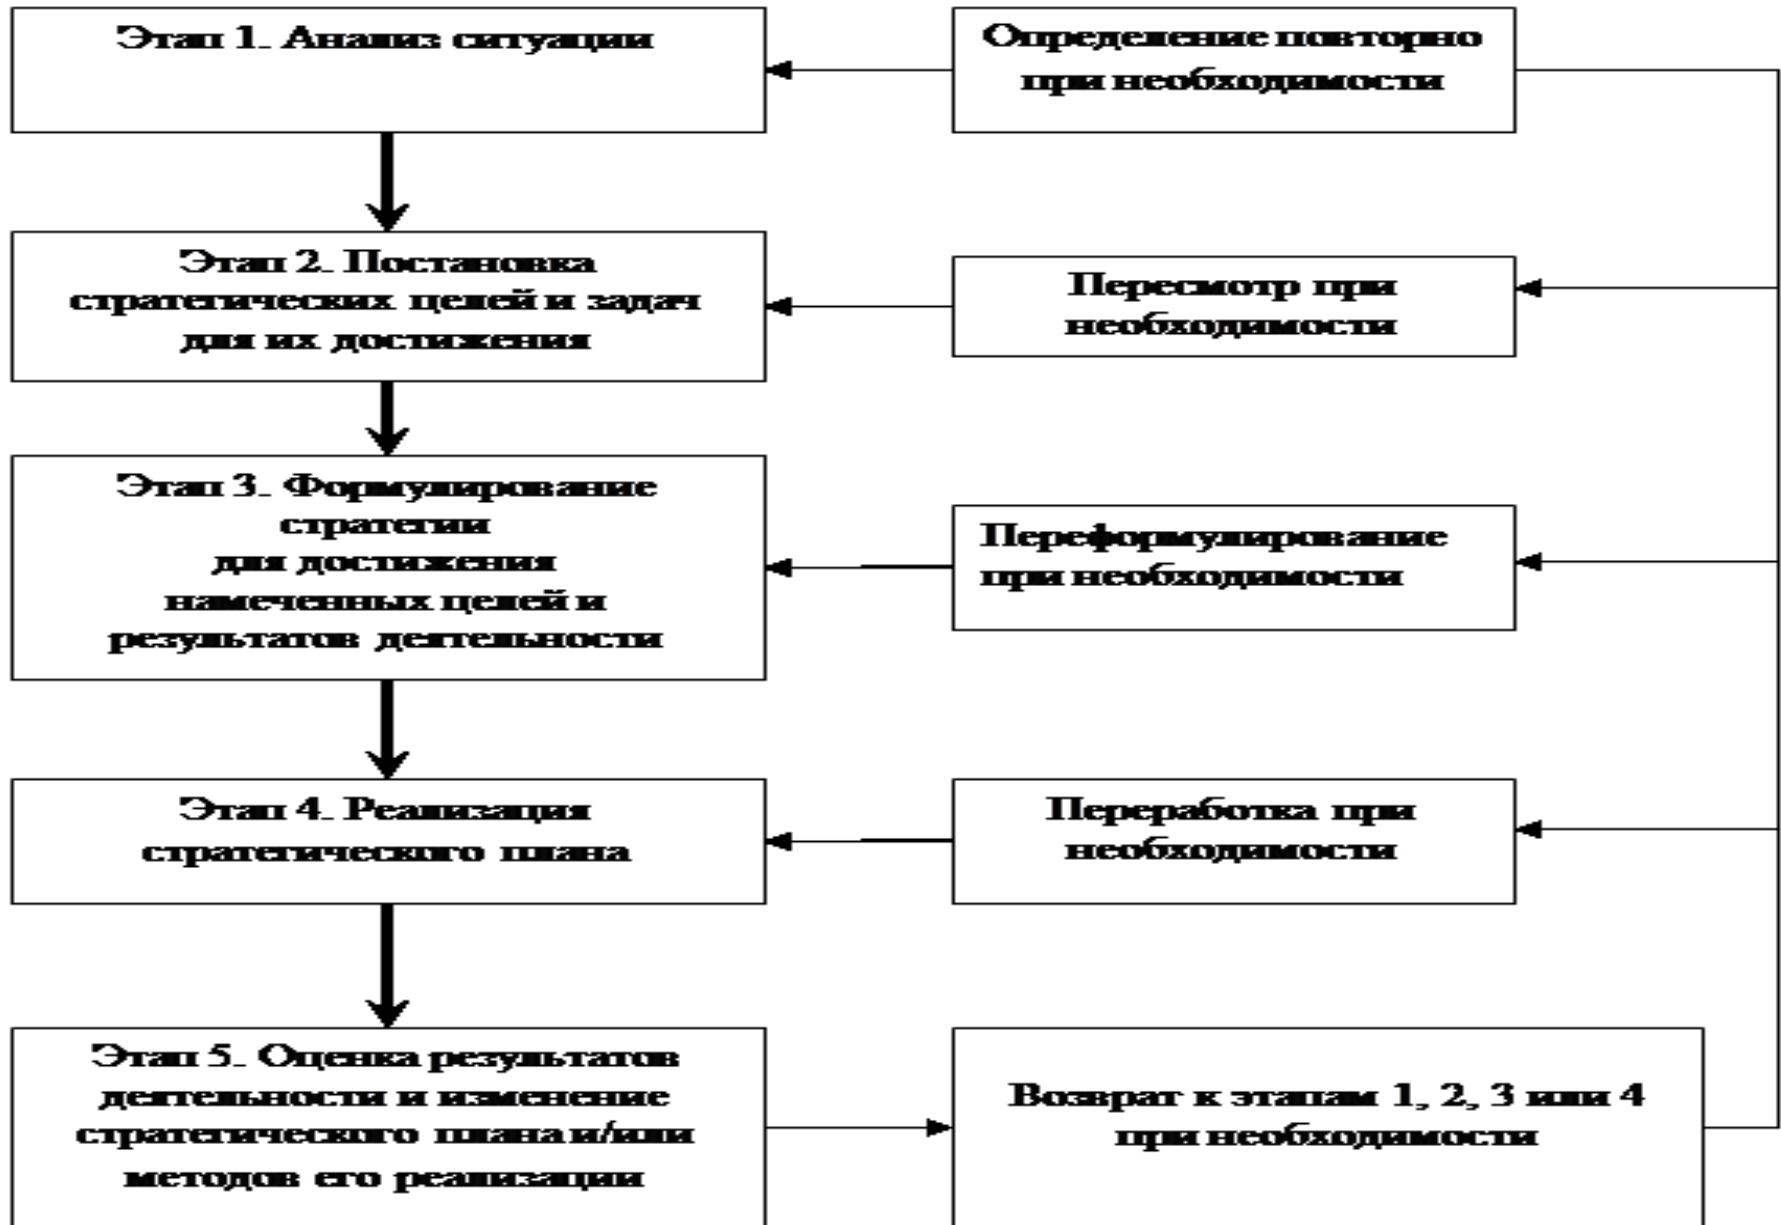 Этап 1. Анализ ситуации
Определение повторно
при необходимости
Этап 2. Постановка
стратегических целей и задач
для их достижения
Пересмотр при
необходимости
Этап 3. Формулирование
стратегии
для достижения
намеченных целей и
результатов деятельности
Переформулирование
при необходимости
Этап 4. Реализация
стратегического плана
Переработка при
необходимости
Этап 5. Оценка результатов
деятельности и изменение
стратегического плана и/или
методов его реализации
Возврат к этапам 1, 2, 3 или 4
при необходимости